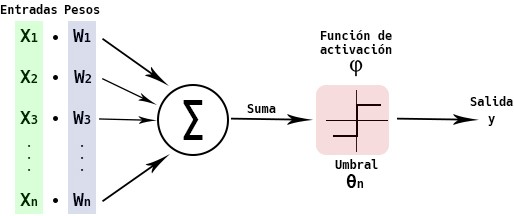 Entradas Pesos
X1 • W1
X2 • W2
X3 • W3
Xn • Wn
Σ
Suma
Función de
activación
φ
Umbral
θn
Salida
y